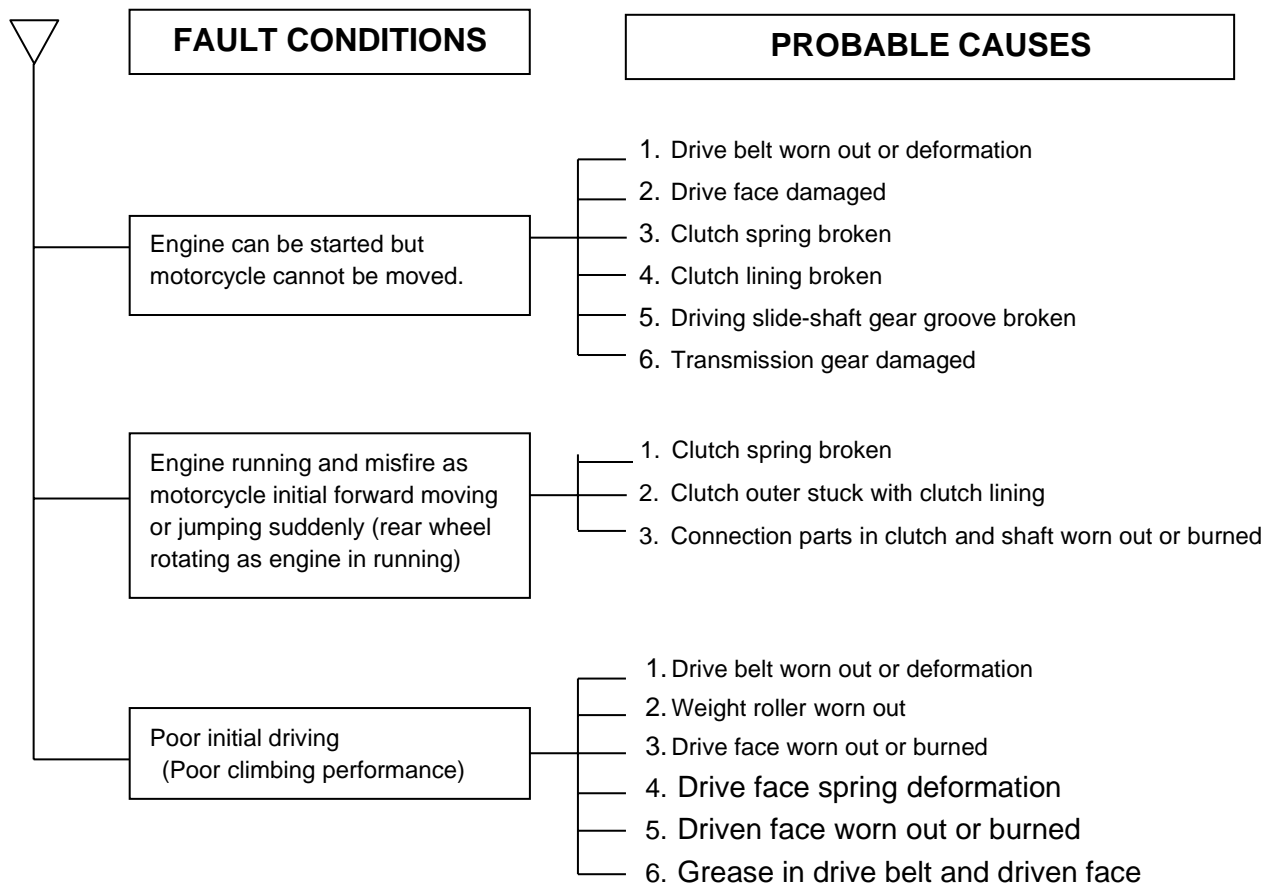 FAULT CONDITIONS
PROBABLE CAUSES
Engine can be started but
motorcycle cannot be moved.
1. Drive belt worn out or deformation
2. Drive face damaged
3. Clutch spring broken
4. Clutch lining broken
5. Driving slide-shaft gear groove broken
6. Transmission gear damaged
Engine running and misfire as
motorcycle initial forward moving
or jumping suddenly (rear wheel
rotating as engine in running)
1. Clutch spring broken
2. Clutch outer stuck with clutch lining
3. Connection parts in clutch and shaft worn out or burned
Poor initial driving
(Poor climbing performance)
1. Drive belt worn out or deformation
2. Weight roller worn out
3. Drive face worn out or burned
4. Drive face spring deformation
5. Driven face worn out or burned
6. Grease in drive belt and driven face